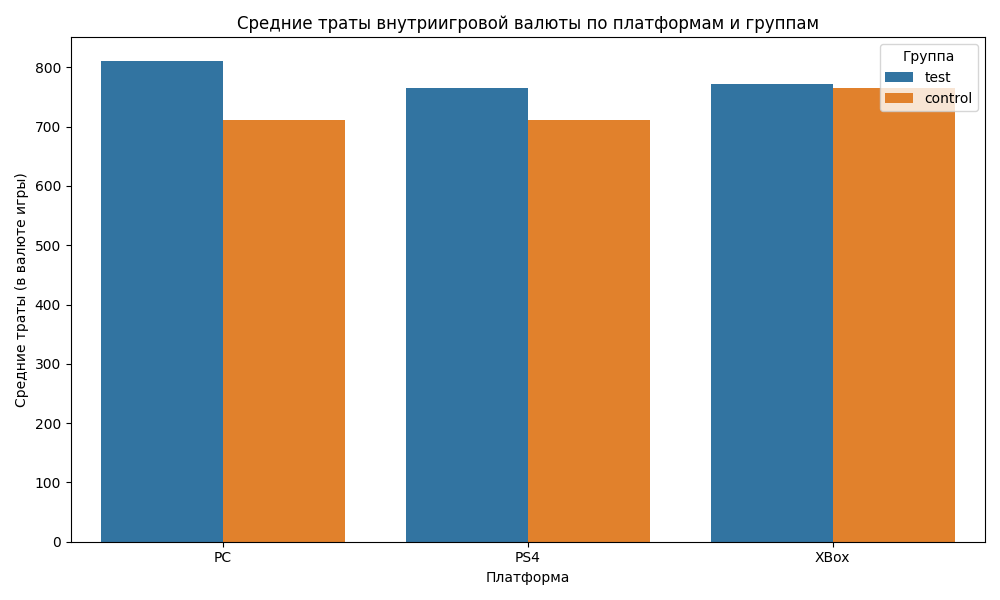 Средние траты внутриигровой валюты по платформам и группам
Группа
test
control
Средние траты (в валюте игры)
800
700
600
500
400
300
200
100
0
PC
PS4
XBox
Платформа